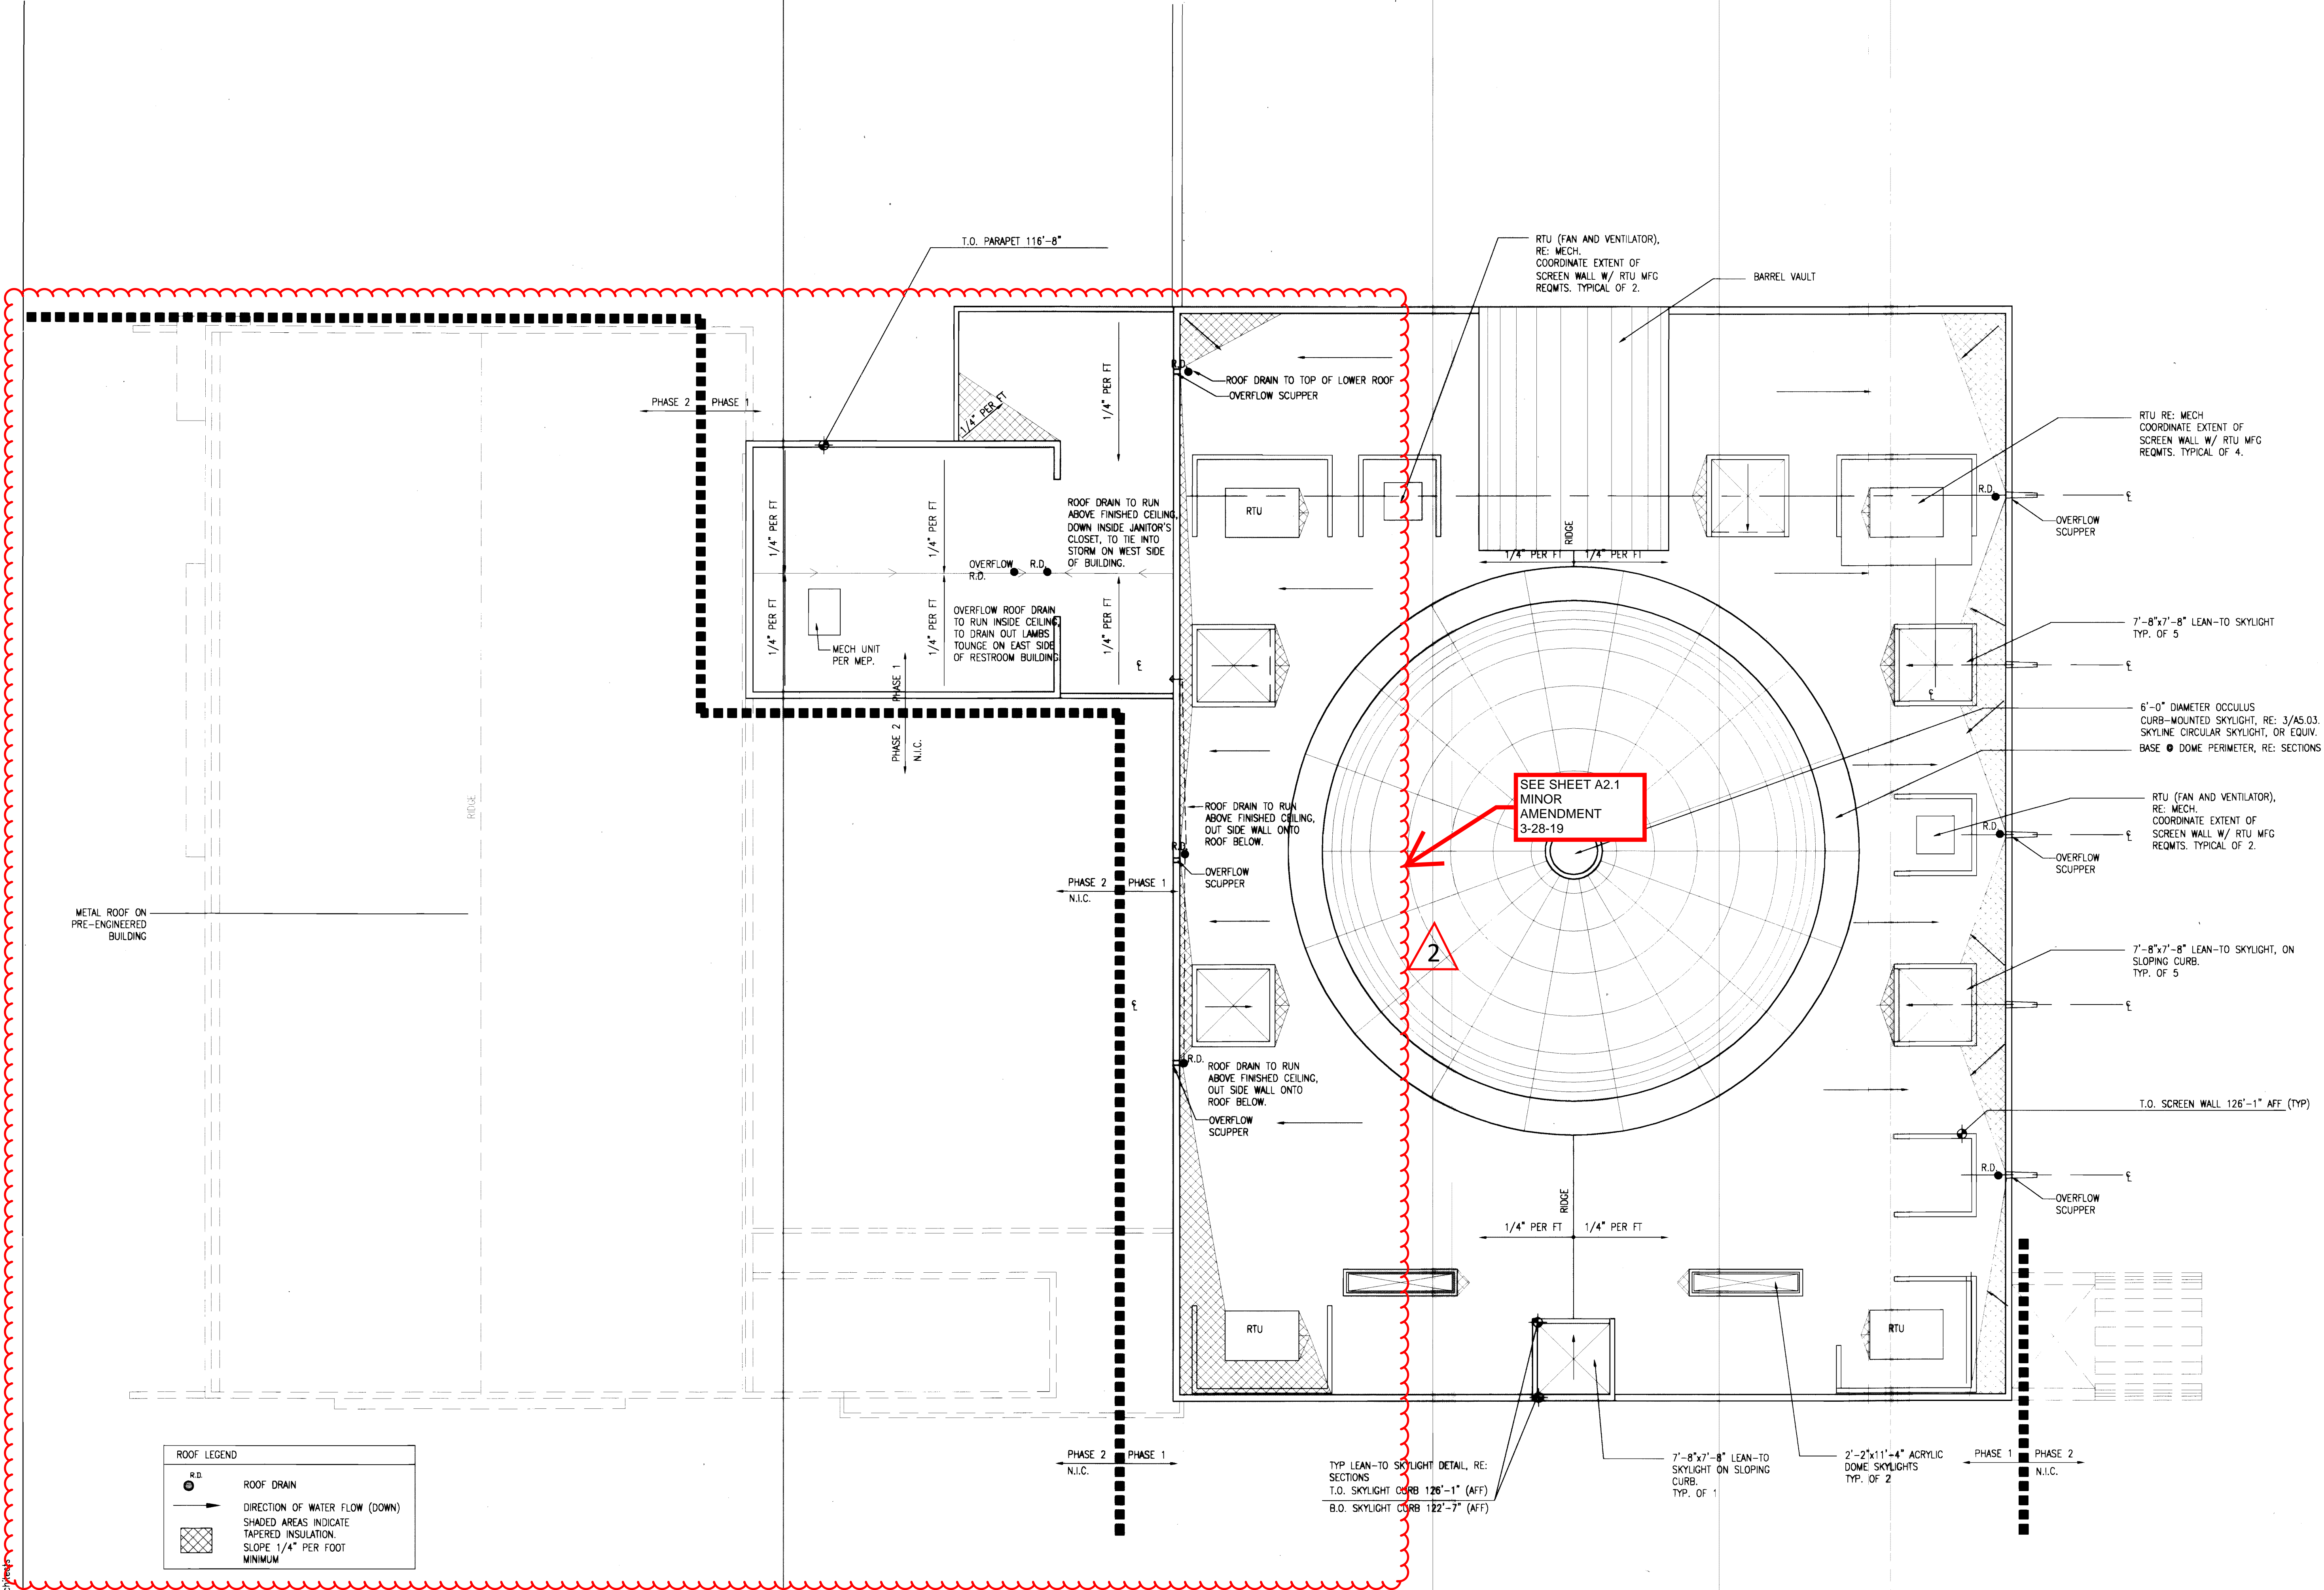 T.O. PARAPET 116'-8"
RTU (FAN AND VENTILATOR),
RE: MECH.
COORDINATE EXTENT OF
SCREEN WALL W/ RTU MFG
REQMTS. TYPICAL OF 2.
BARREL VAULT
PHASE 2
PHASE 1
1/4" PER FT
1/4" PER FT
R.D.
ROOF DRAIN TO TOP OF LOWER ROOF
OVERFLOW SCUPPER
RTU RE: MECH
COORDINATE EXTENT OF
SCREEN WALL W/ RTU MFG
REQMTS. TYPICAL OF 4.
1/4" PER FT
1/4" PER FT
ROOF DRAIN TO RUN
ABOVE FINISHED CEILING,
DOWN INSIDE JANITOR'S
CLOSET, TO TIE INTO
STORM ON WEST SIDE
OF BUILDING.
RTU
RIDGE
1/4" PER FT
1/4" PER FT
R.D.
℄
OVERFLOW
SCUPPER
OVERFLOW
R.D.
R.D.
1/4" PER FT
MECH UNIT
PER MEP.
1/4" PER FT
OVERFLOW ROOF DRAIN
TO RUN INSIDE CEILING,
TO DRAIN OUT LAMBS
TOUNGE ON EAST SIDE
OF RESTROOM BUILDING
1/4" PER FT
℄
7'-8"x7'-8" LEAN-TO SKYLIGHT
TYP. OF 5
℄
℄
PHASE 2
PHASE 1
N.I.C.
6'-0" DIAMETER OCCULUS
CURB-MOUNTED SKYLIGHT, RE: 3/A5.03.
SKYLINE CIRCULAR SKYLIGHT, OR EQUIV.
BASE @ DOME PERIMETER, RE: SECTIONS
RIDGE
SEE SHEET A2.1
MINOR
AMENDMENT
3-28-19
ROOF DRAIN TO RUN
ABOVE FINISHED CEILING,
OUT SIDE WALL ONTO
ROOF BELOW.
R.D.
OVERFLOW
SCUPPER
RTU (FAN AND VENTILATOR),
RE: MECH.
COORDINATE EXTENT OF
SCREEN WALL W/ RTU MFG
REQMTS. TYPICAL OF 2.
R.D.
℄
OVERFLOW
SCUPPER
PHASE 2
PHASE 1
N.I.C.
METAL ROOF ON
PRE-ENGINEERED
BUILDING
2
7'-8"x7'-8" LEAN-TO SKYLIGHT, ON
SLOPING CURB.
TYP. OF 5
℄
℄
R.D.
ROOF DRAIN TO RUN
ABOVE FINISHED CEILING,
OUT SIDE WALL ONTO
ROOF BELOW.
OVERFLOW
SCUPPER
T.O. SCREEN WALL 126'-1" AFF (TYP)
R.D.
℄
OVERFLOW
SCUPPER
RIDGE
1/4" PER FT
1/4" PER FT
RTU
RTU
ROOF LEGEND
R.D.
ROOF DRAIN
DIRECTION OF WATER FLOW (DOWN)
SHADED AREAS INDICATE
TAPERED INSULATION.
SLOPE 1/4" PER FOOT
MINIMUM
PHASE 2
PHASE 1
N.I.C.
TYP LEAN-TO SKYLIGHT DETAIL, RE:
SECTIONS
T.O. SKYLIGHT CURB 126'-1" (AFF)
B.O. SKYLIGHT CURB 122'-7" (AFF)
7'-8"x7'-8" LEAN-TO
SKYLIGHT ON SLOPING
CURB.
TYP. OF 1
2'-2"x11'-4" ACRYLIC
DOME SKYLIGHTS
TYP. OF 2
PHASE 1
PHASE 2
N.I.C.